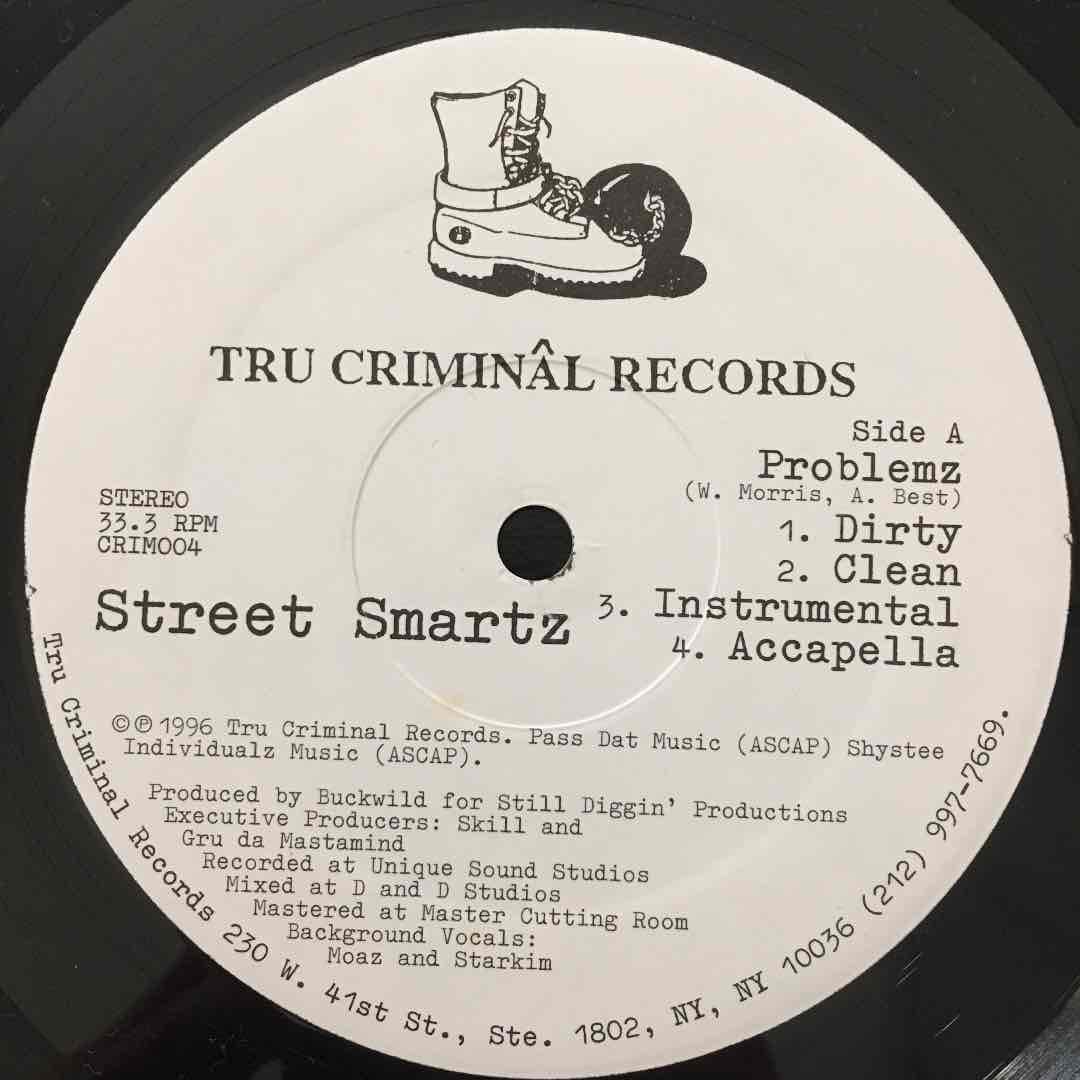 TRU CRIMINÂL RECORDS
Side A
Problemz
(W. Morris, A. Best)
1. Dirty
2. Clean
3. Instrumental
4. Accapella
STEREO
33.3 RPM
CRIM004
Street Smartz
©℗1996 Tru Criminal Records. Pass Dat Music (ASCAP) Shystee
Individualz Music (ASCAP).
Produced by Buckwild for Still Diggin' Productions
Executive Producers: Skill and
Gru da Mastamind
Recorded at Unique Sound Studios
Mixed at D and D Studios
Mastered at Master Cutting Room
Background Vocals:
Moaz and Starkim
Tru Criminal Records 230 W. 41st St., Ste. 1802, NY, NY 10036 (212) 997-7669.